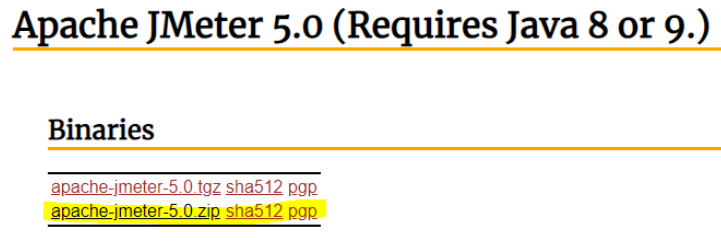 Apache JMeter 5.0 (Requires Java 8 or 9.)
Binaries
apache-jmeter-5.0.tgz sha512 pgp
apache-jmeter-5.0.zip sha512 pgp